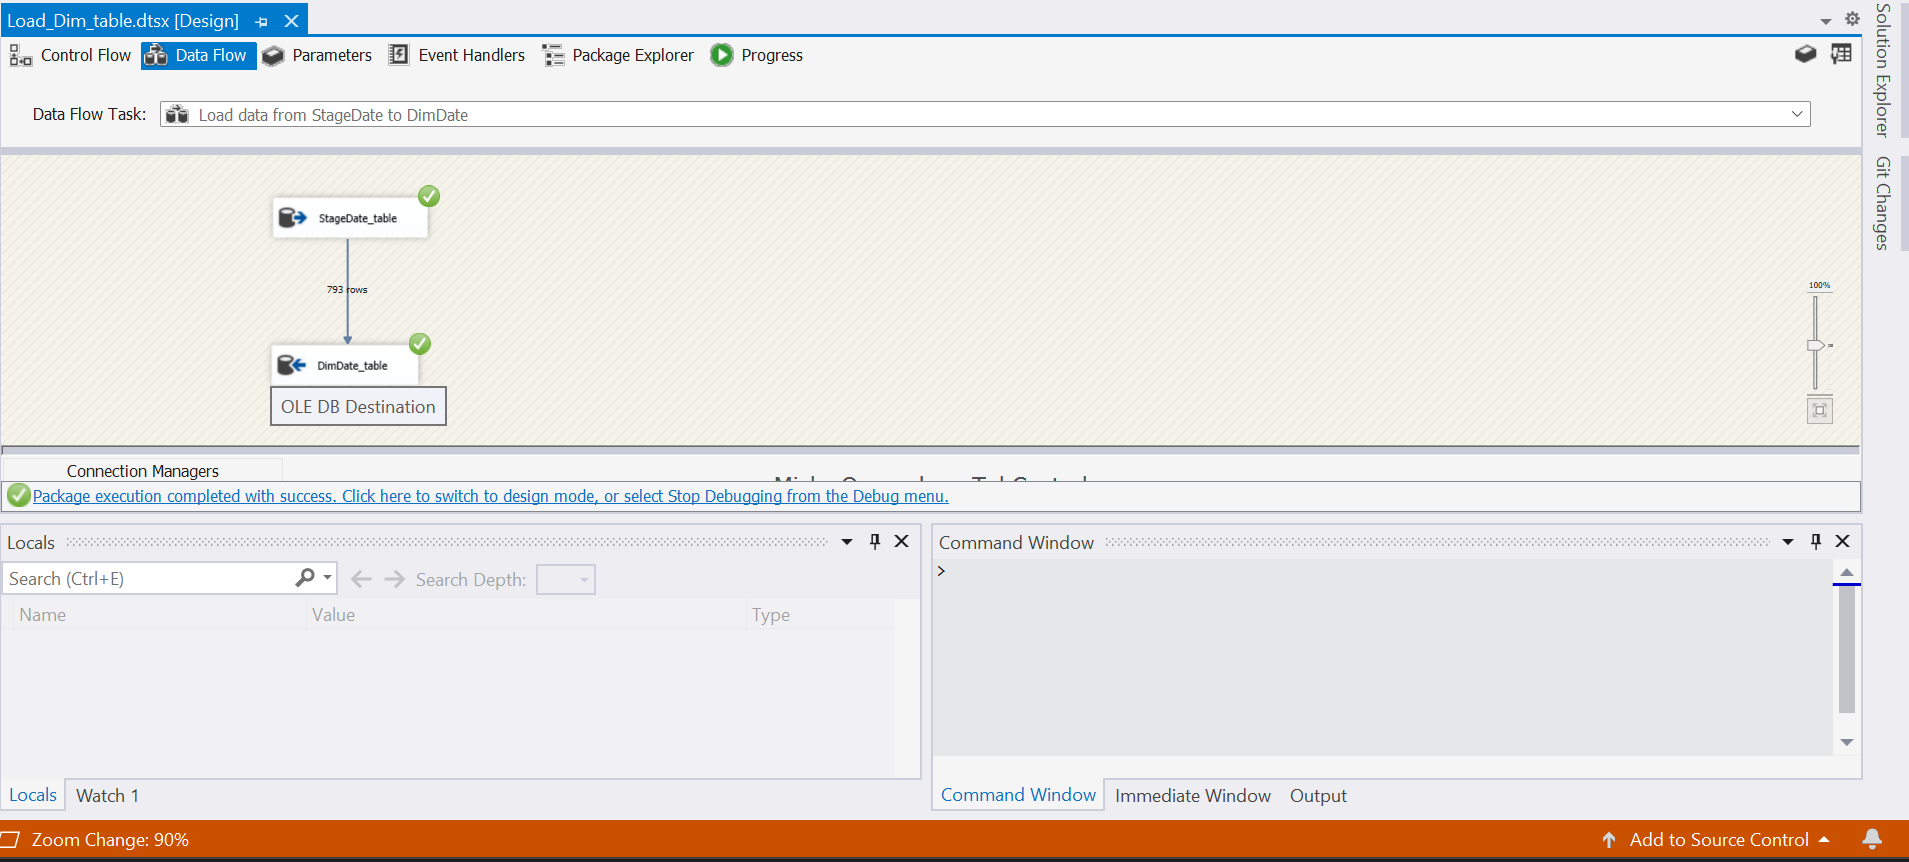 Load_Dim_table.dtsx [Design]
Control Flow Data Flow Parameters Event Handlers Package Explorer Progress
Data Flow Task: Load data from StageDate to DimDate
StageDate_table
793 rows
DimDate_table
OLE DB Destination
100%
Connection Managers
Package execution completed with success. Click here to switch to design mode, or select Stop Debugging from the Debug menu.
Locals
Search (Ctrl+E) Search Depth:
Name Value Type
Locals Watch 1
Command Window
>
Command Window Immediate Window Output
Zoom Change: 90% Add to Source Control
Solution Explorer
Git Changes